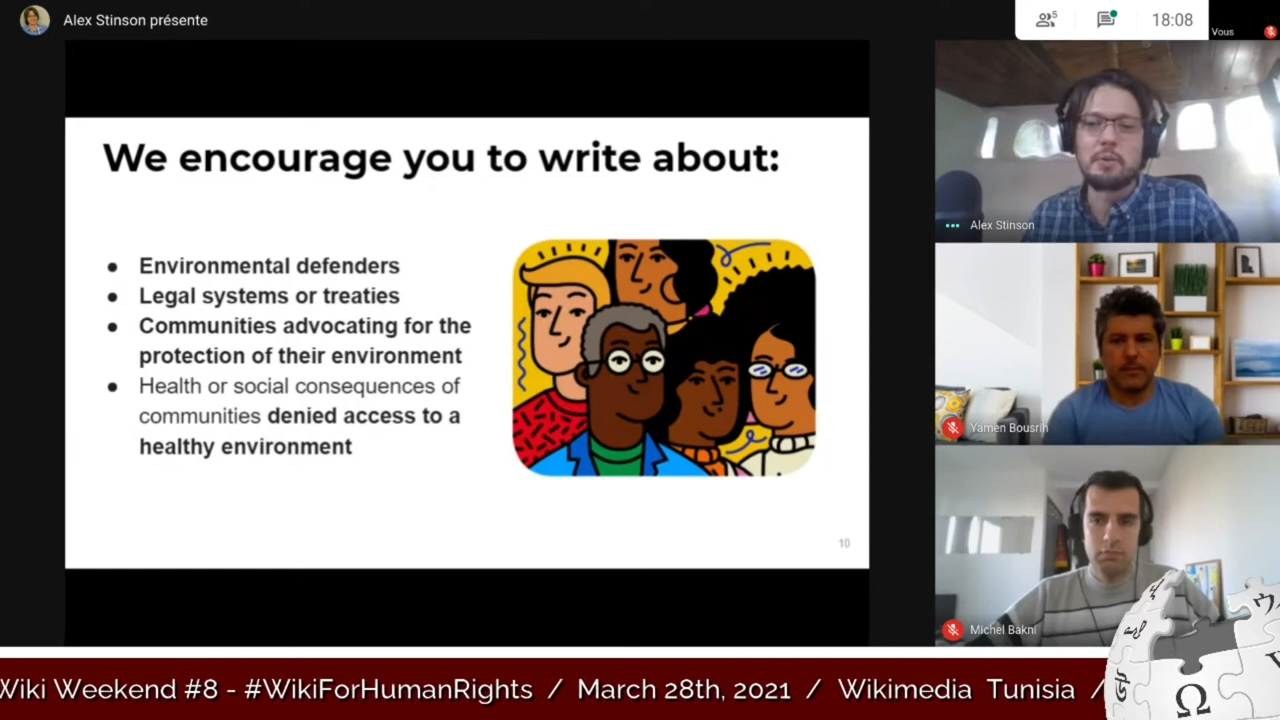 Alex Stinson présente
5
18:08
Vous
We encourage you to write about:
● Environmental defenders
● Legal systems or treaties
● Communities advocating for the
protection of their environment
● Health or social consequences of
communities denied access to a
healthy environment
10
Alex Stinson
Yamen Bousrih
Michel Bakni
Wiki Weekend #8 - #WikiForHumanRights / March 28th, 2021 / Wikimedia Tunisia /
Ω